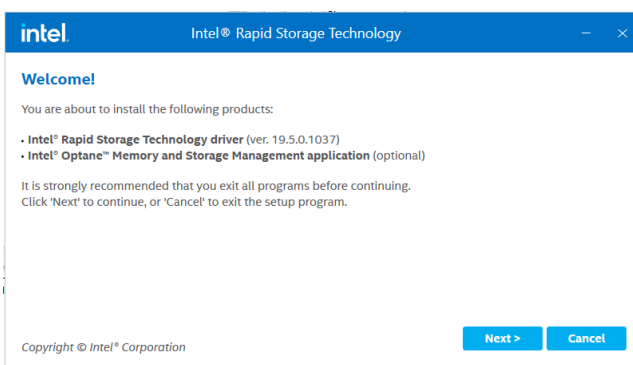 intel.
Intel® Rapid Storage Technology
Welcome!
You are about to install the following products:
• Intel® Rapid Storage Technology driver (ver. 19.5.0.1037)
• Intel® Optane™ Memory and Storage Management application (optional)
It is strongly recommended that you exit all programs before continuing.
Click 'Next' to continue, or 'Cancel' to exit the setup program.
Next >
Cancel
Copyright © Intel® Corporation